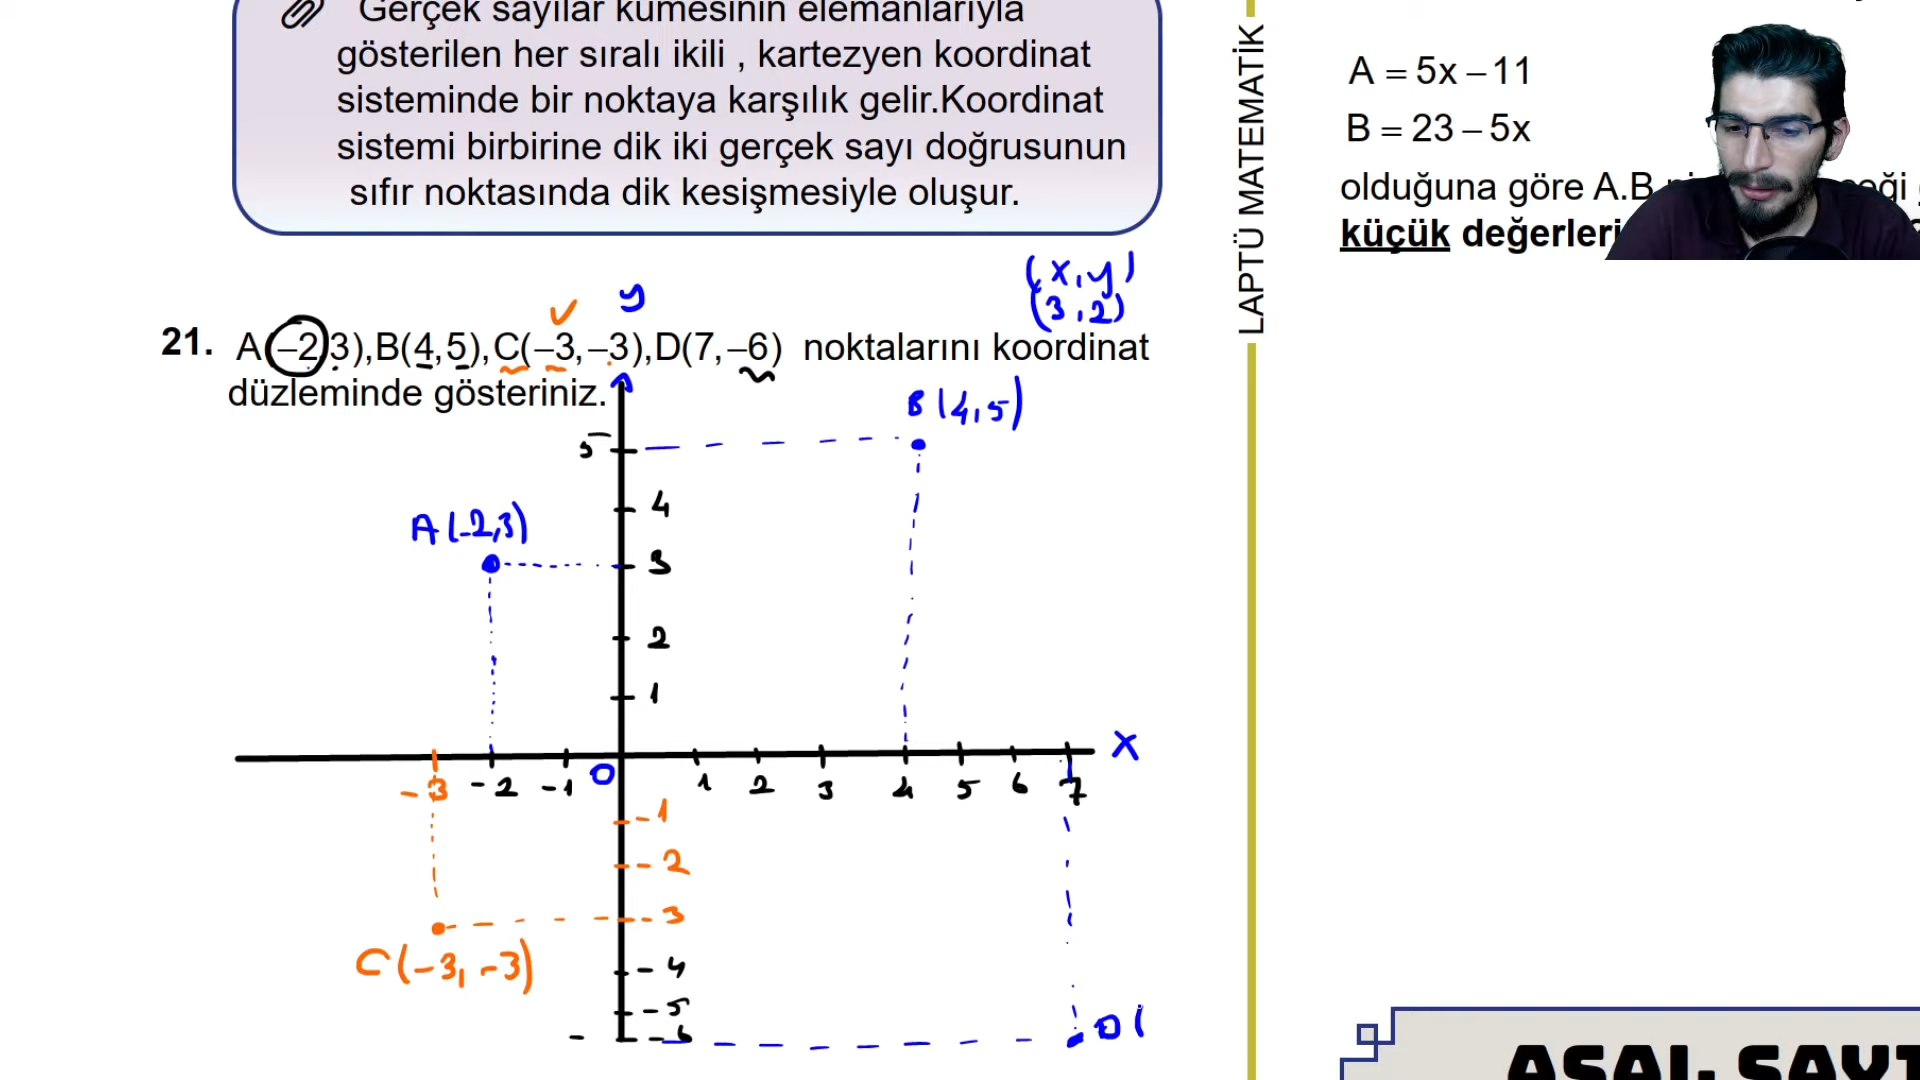 Gerçek sayılar kümesinin elemanlarıyla
gösterilen her sıralı ikili , kartezyen koordinat
sisteminde bir noktaya karşılık gelir.Koordinat
sistemi birbirine dik iki gerçek sayı doğrusunun
sıfır noktasında dik kesişmesiyle oluşur.
(x,y)
(3,2)
y
21. A(–2,3),B(4,5),C(–3,–3),D(7,–6) noktalarını koordinat
düzleminde gösteriniz.
B(4,5)
5
4
A(-2,3)
3
2
1
x
-3 -2 -1 0 1 2 3 4 5 6 7
-1
-2
-3
C(-3,-3)
-4
-5
-6
D(
LAPTÜ MATEMATİK
A = 5x – 11
B = 23 – 5x
olduğuna göre A.B
küçük değerleri
ASAL SAYI